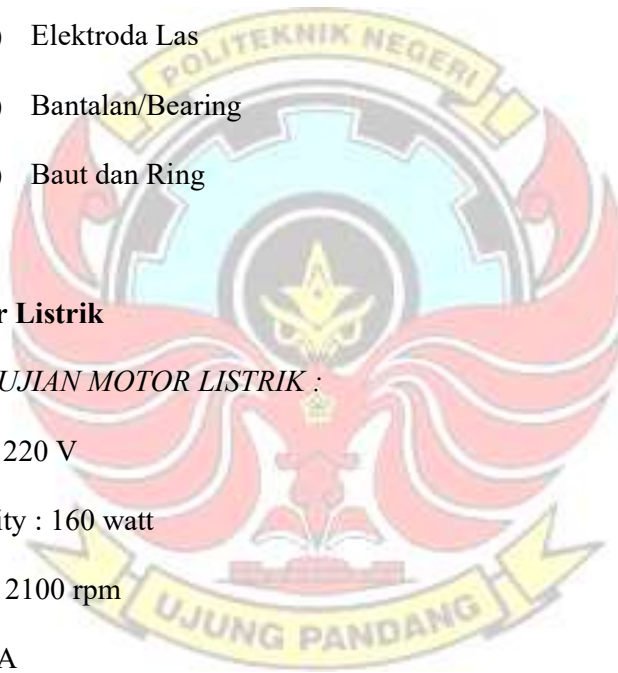 ) Elektroda Las
POLITEKNIK NEGERI
) Bantalan/Bearing
) Baut dan Ring
r Listrik
UJIAN MOTOR LISTRIK :
220 V
ity : 160 watt
2100 rpm
UJUNG PANDANG
A